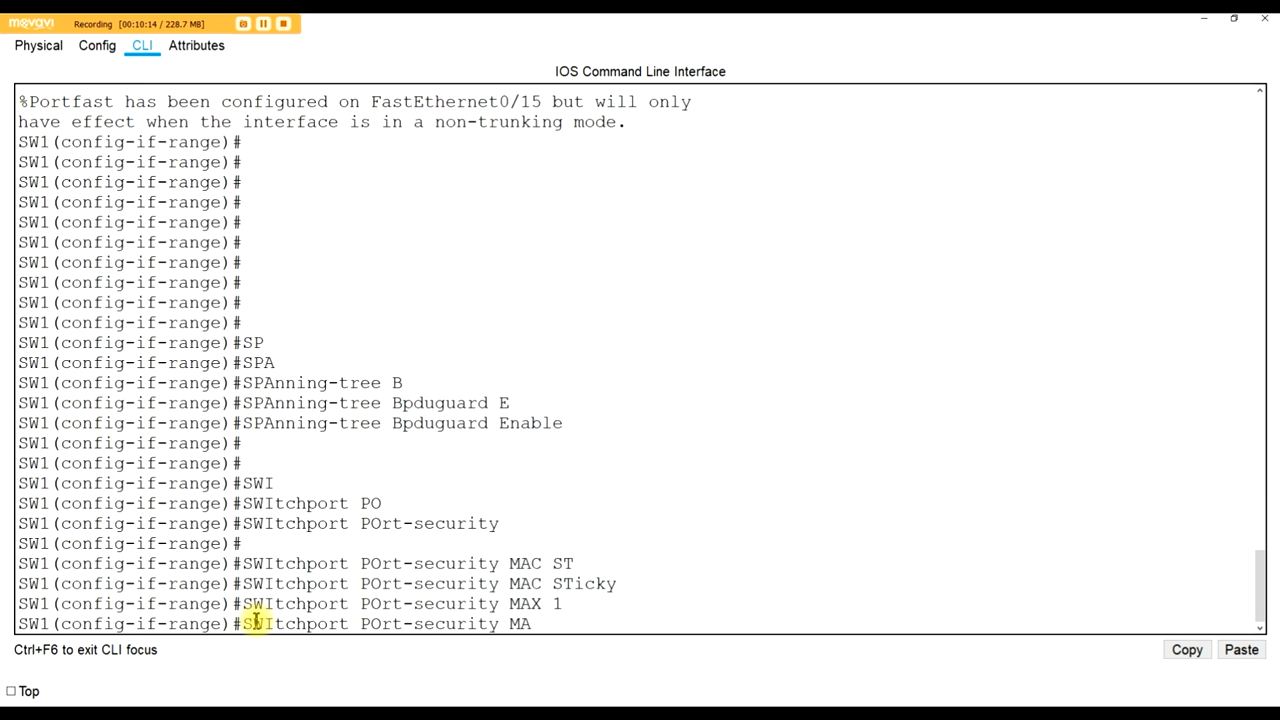 movavi Recording [00:10:14 / 228.7 MB]
Physical Config CLI Attributes
IOS Command Line Interface
%Portfast has been configured on FastEthernet0/15 but will only
have effect when the interface is in a non-trunking mode.
SW1(config-if-range)#
SW1(config-if-range)#
SW1(config-if-range)#
SW1(config-if-range)#
SW1(config-if-range)#
SW1(config-if-range)#
SW1(config-if-range)#
SW1(config-if-range)#
SW1(config-if-range)#
SW1(config-if-range)#
SW1(config-if-range)#SP
SW1(config-if-range)#SPA
SW1(config-if-range)#SPAnning-tree B
SW1(config-if-range)#SPAnning-tree Bpduguard E
SW1(config-if-range)#SPAnning-tree Bpduguard Enable
SW1(config-if-range)#
SW1(config-if-range)#
SW1(config-if-range)#SWI
SW1(config-if-range)#SWItchport PO
SW1(config-if-range)#SWItchport POrt-security
SW1(config-if-range)#
SW1(config-if-range)#SWItchport POrt-security MAC ST
SW1(config-if-range)#SWItchport POrt-security MAC STicky
SW1(config-if-range)#SWItchport POrt-security MAX 1
SW1(config-if-range)#SWItchport POrt-security MA
Ctrl+F6 to exit CLI focus
Copy Paste
Top